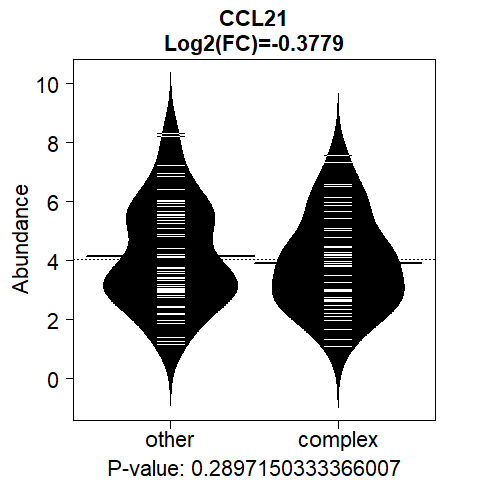 CCL21
Log2(FC)=-0.3779
Abundance
10
8
6
4
2
0
other complex
P-value: 0.2897150333366007